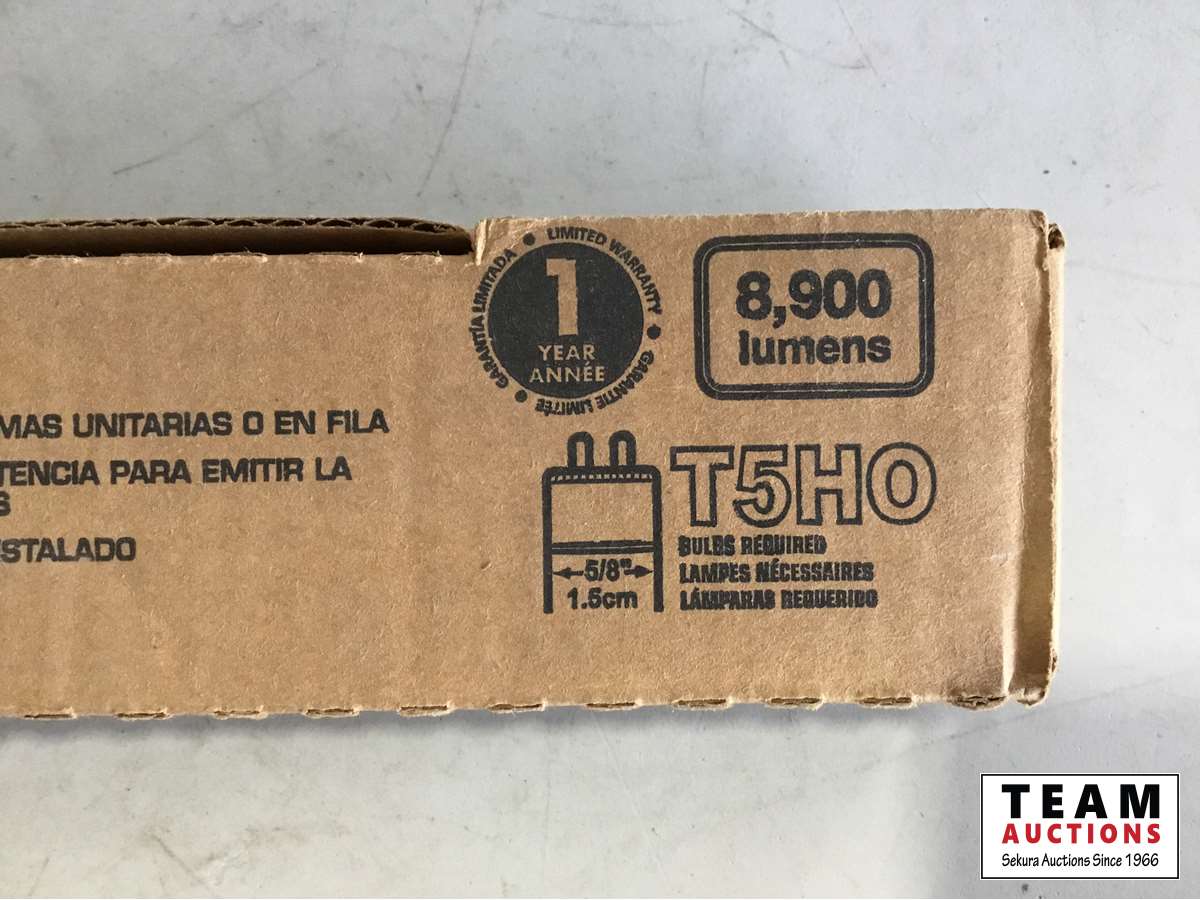 GARANTÍA LIMITADA • LIMITED WARRANTY • GARANTIE LIMITÉE •
1
YEAR
ANNÉE
8,900
lumens
MAS UNITARIAS O EN FILA
TENCIA PARA EMITIR LA
S
STALADO
T5HO
BULBS REQUIRED
LAMPES NÉCESSAIRES
LÁMPARAS REQUERIDO
5/8"
1.5cm
TEAM
AUCTIONS
Sekura Auctions Since 1966